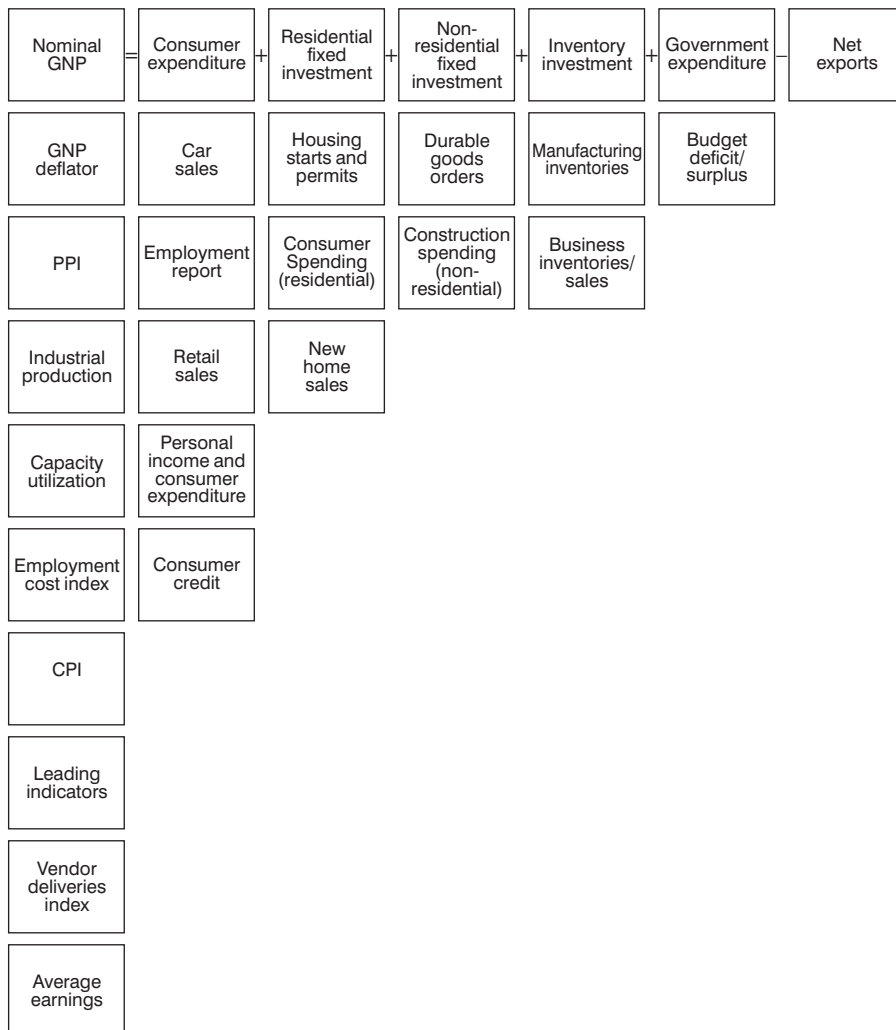 Nominal
GNP
=
Consumer
expenditure
+
Residential
fixed
investment
+
Non-
residential
fixed
investment
+
Inventory
investment
+
Government
expenditure
–
Net
exports
GNP
deflator
Car
sales
Housing
starts and
permits
Durable
goods
orders
Manufacturing
inventories
Budget
deficit/
surplus
PPI
Employment
report
Consumer
Spending
(residential)
Construction
spending
(non-
residential)
Business
inventories/
sales
Industrial
production
Retail
sales
New
home
sales
Capacity
utilization
Personal
income and
consumer
expenditure
Employment
cost index
Consumer
credit
CPI
Leading
indicators
Vendor
deliveries
index
Average
earnings